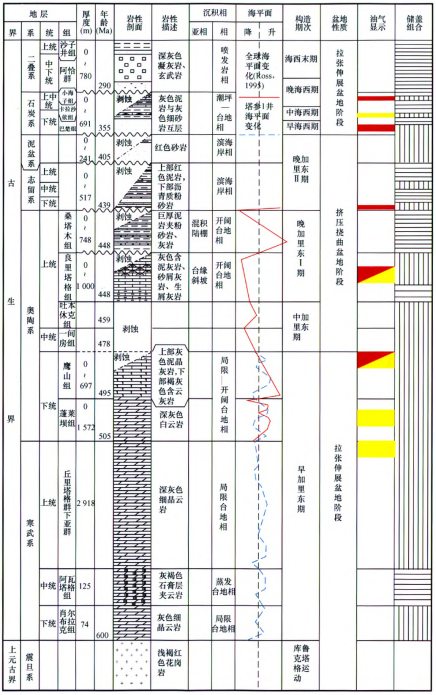 地层
厚度(m)
年龄(Ma)
岩性剖面
岩性描述
沉积相
海平面
构造期次
盆地性质
油气显示
储盖组合
界
系
统
组
亚相
相
降
升
古生界
二叠系
上统
沙子井组
中下统
阿恰群
0~780
290
深灰色凝灰岩、玄武岩
喷发岩相
全球海平面变化(Ross, 1995)
海西末期
晚海西期
拉张伸展盆地阶段
石炭系
上中统
小海子组
卡拉沙依组
下统
巴楚组
0~691
355
剥蚀
灰色泥岩与灰色细砂岩互层
潮坪
台地相
塔参1井海平面变化
中海西期
早海西期
泥盆系
0~241
405
剥蚀
红色砂岩
滨海岸相
晚加里东Ⅱ期
志留系
上统
中统
下统
0~517
439
剥蚀
上部红色泥岩,下部沥青质粉砂岩
滨海岸相
挤压挠曲盆地阶段
奥陶系
上统
桑塔木组
0~748
448
剥蚀
巨厚泥岩夹粉砂岩、灰岩
混积陆棚
开阔台地相
晚加里东Ⅰ期
良里塔格组
0~1 000
448
剥蚀
灰色含泥灰岩、砂屑灰岩、生屑灰岩
台缘斜坡
开阔台地相
吐木休克组
459
剥蚀
中加里东期
中统
一间房组
478
鹰山组
0~697
495
剥蚀
上部灰色泥晶灰岩,下部褐灰色含云灰岩
局限~开阔台地相
下统
蓬莱坝组
0~1 572
505
深灰色白云岩
早加里东期
拉张伸展盆地阶段
寒武系
上统
丘里塔格群下亚群
2 918
深灰色细晶云岩
局限台地相
中统
阿瓦塔格组
125
灰褐色石膏层夹云岩
蒸发台地相
下统
肖尔布拉克组
74
600
灰色细晶云岩
局限台地相
上元古界
震旦系
浅褐红色花岗岩
库鲁克塔格运动